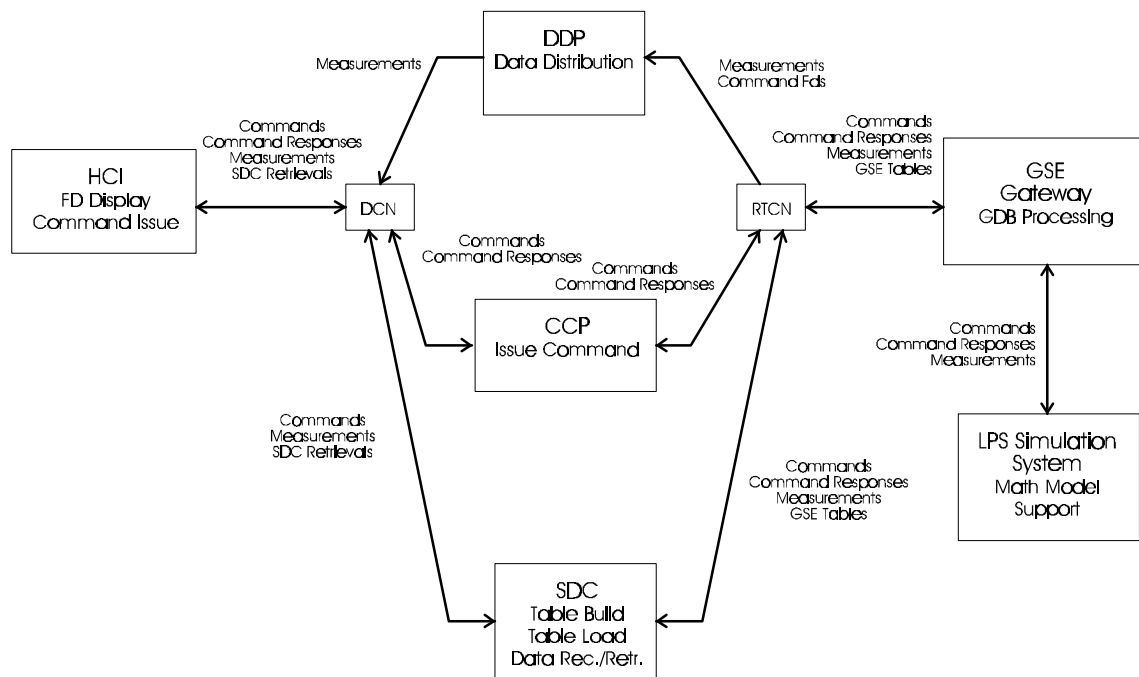 DDP
Data Distribution
Measurements
Measurements
Command Fds
Commands
Command Responses
Measurements
SDC Retrievals
Commands
Command Responses
Measurements
GSE Tables
HCI
FD Display
Command Issue
DCN
RTCN
GSE
Gateway
GDB Processing
Commands
Command Responses
Commands
Command Responses
CCP
Issue Command
Commands
Command Responses
Measurements
Commands
Measurements
SDC Retrievals
Commands
Command Responses
Measurements
GSE Tables
LPS Simulation
System
Math Model
Support
SDC
Table Build
Table Load
Data Rec./Retr.